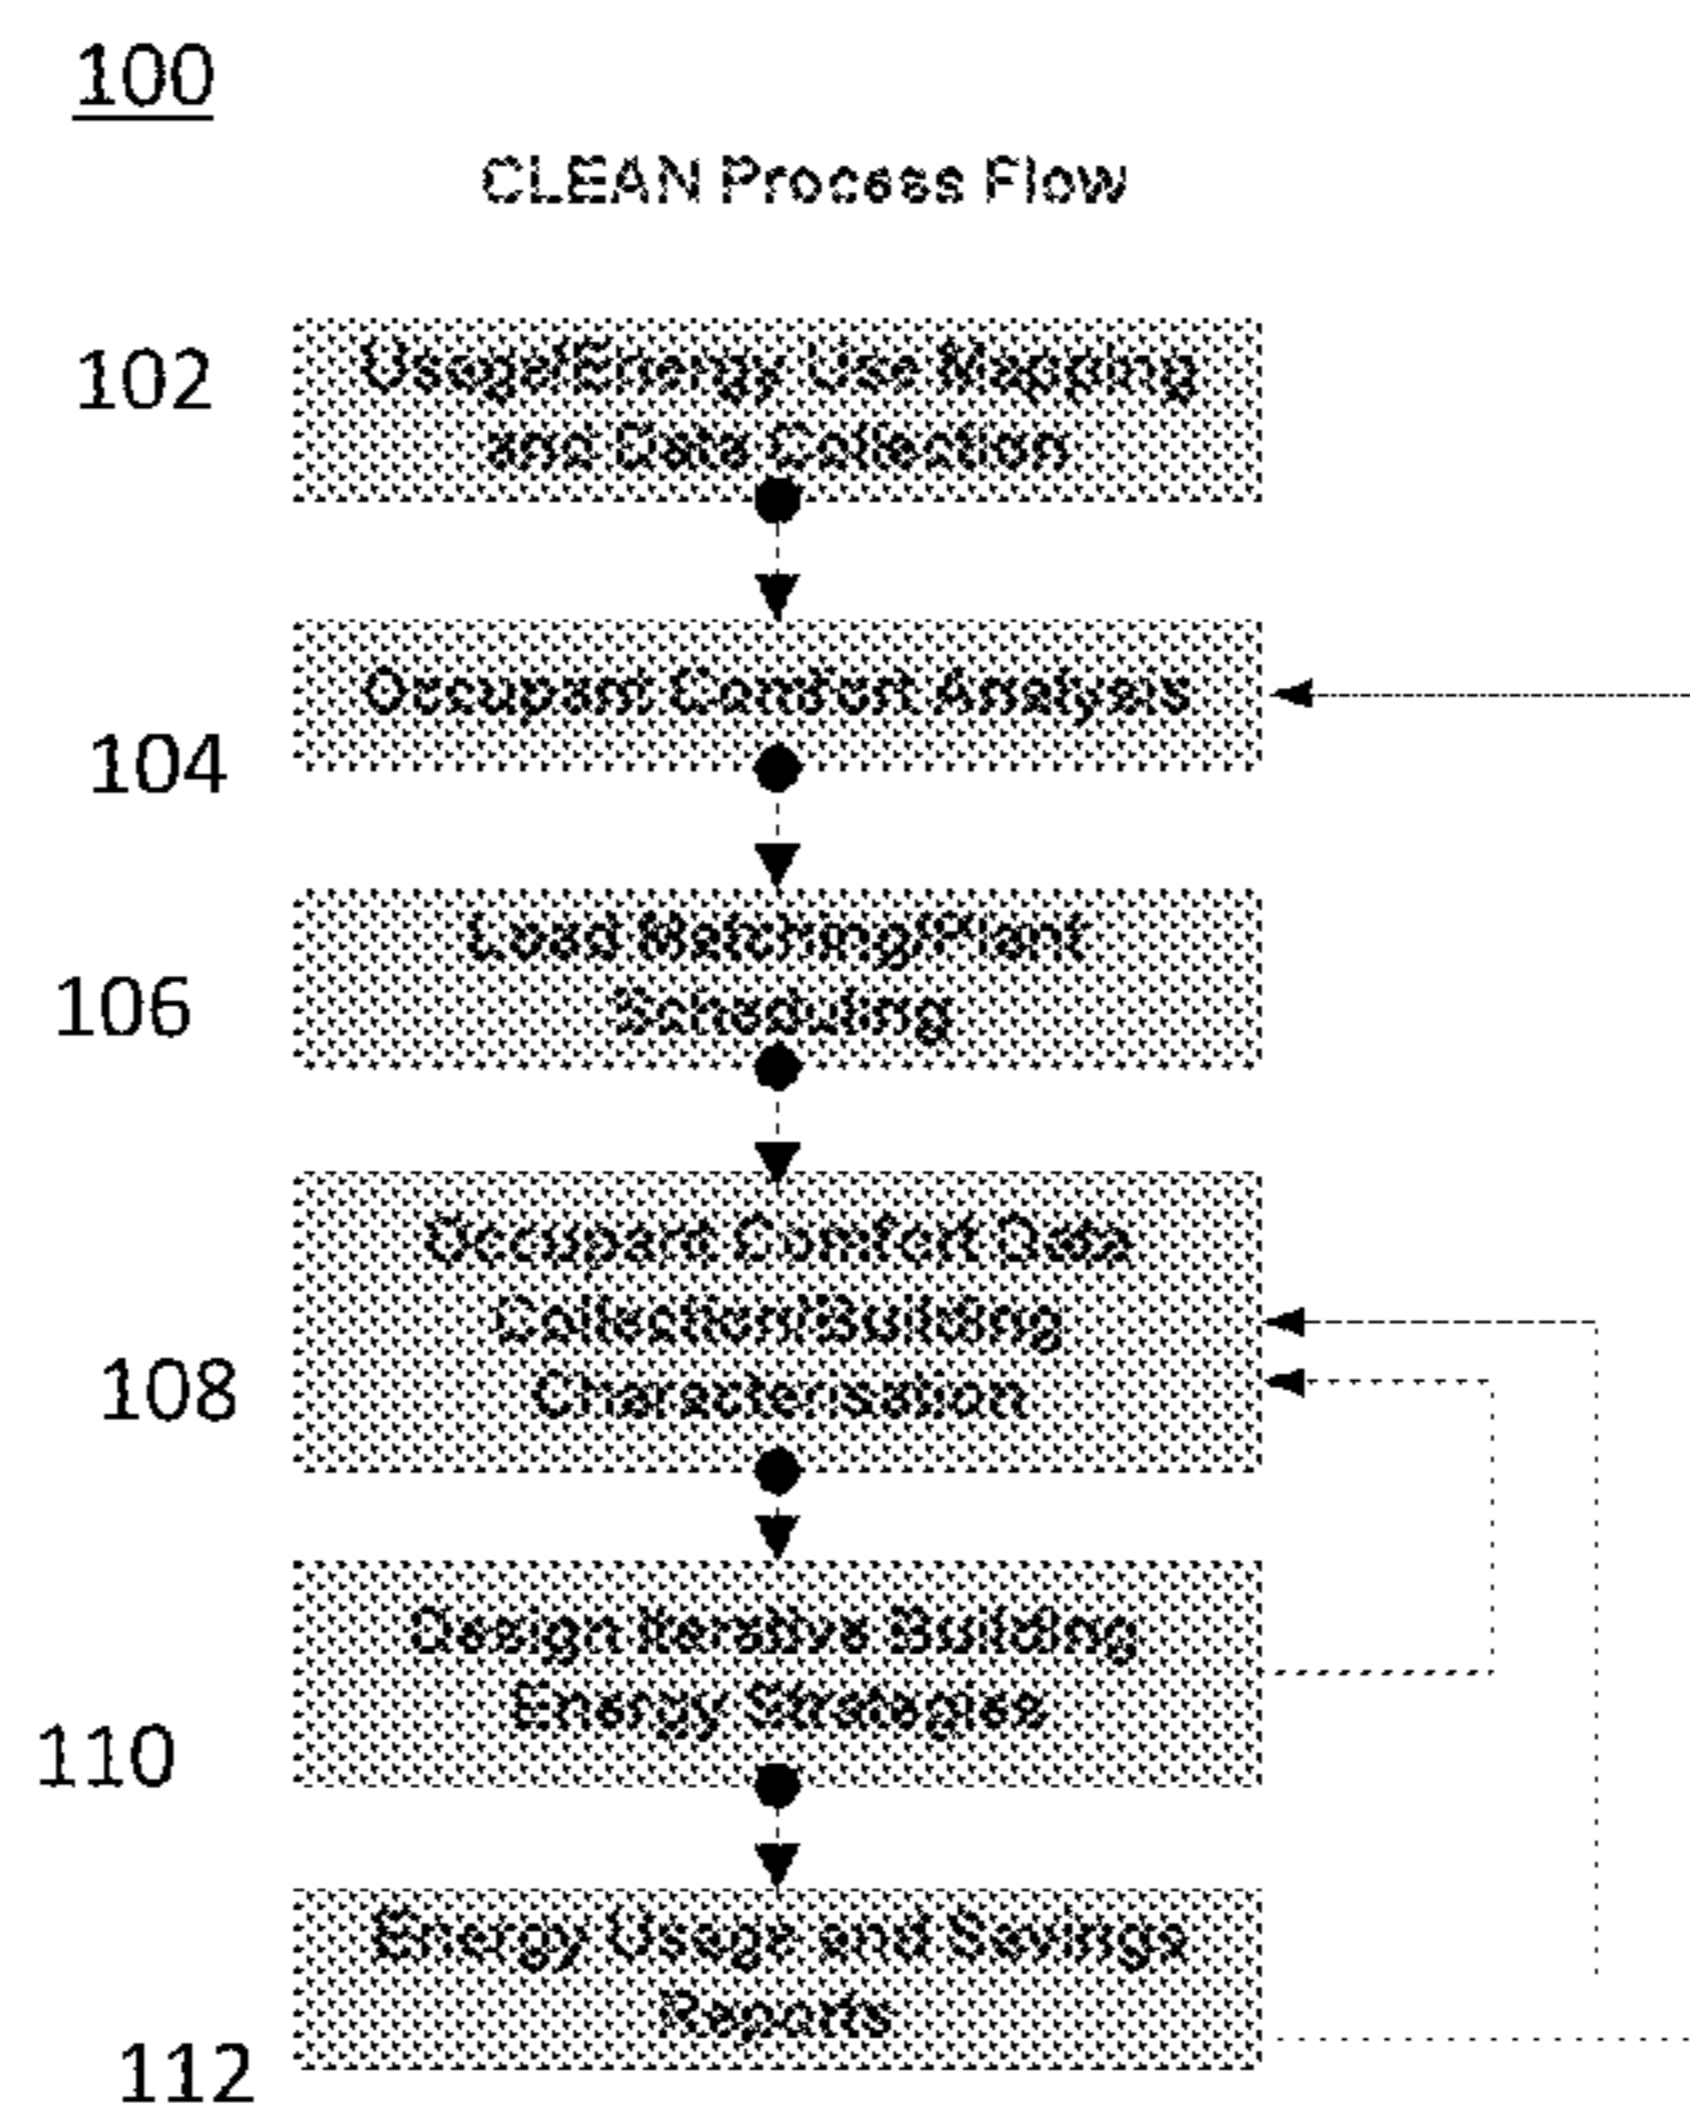 100
CLEAN Process Flow
102
Usage/Energy Use Mapping
and Data Collection
Occupant Comfort Analysis
104
Load Matching/Plant
Scheduling
106
Occupant Comfort Data
Collection/Building
Characterisation
108
Design Iterative Building
Energy Strategies
110
Energy Usage and Savings
Reports
112